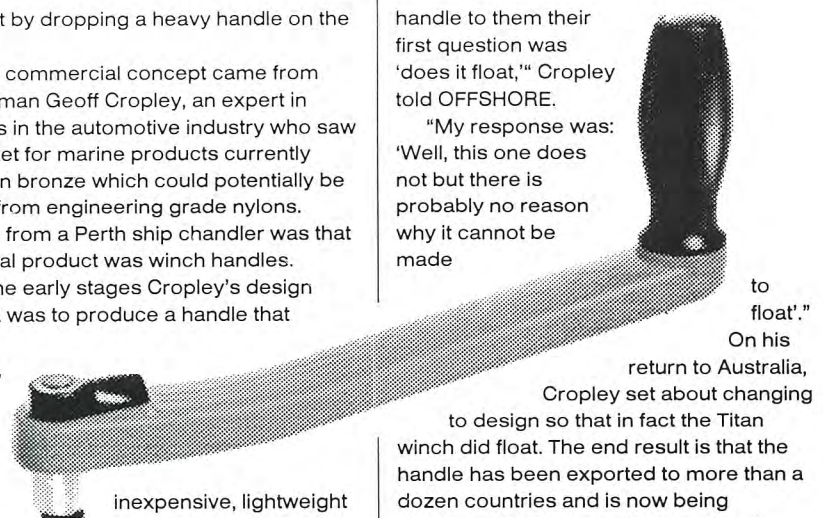 t by dropping a heavy handle on the
commercial concept came from
man Geoff Cropley, an expert in
s in the automotive industry who saw
et for marine products currently
n bronze which could potentially be
from engineering grade nylons.
from a Perth ship chandler was that
al product was winch handles.
ne early stages Cropley's design
was to produce a handle that
inexpensive, lightweight
handle to them their
first question was
'does it float,'“ Cropley
told OFFSHORE.
"My response was:
'Well, this one does
not but there is
probably no reason
why it cannot be
made
to
float'."
On his
return to Australia,
Cropley set about changing
to design so that in fact the Titan
winch did float. The end result is that the
handle has been exported to more than a
dozen countries and is now being